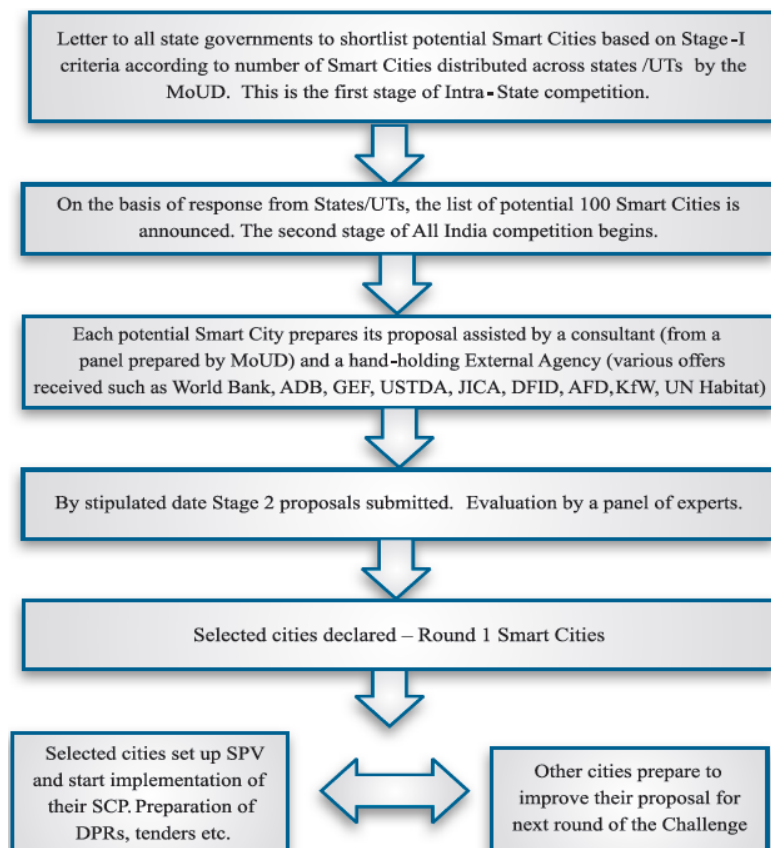 Letter to all state governments to shortlist potential Smart Cities based on Stage-I
criteria according to number of Smart Cities distributed across states /UTs by the
MoUD. This is the first stage of Intra-State competition.
On the basis of response from States/UTs, the list of potential 100 Smart Cities is
announced. The second stage of All India competition begins.
Each potential Smart City prepares its proposal assisted by a consultant (from a
panel prepared by MoUD) and a hand-holding External Agency (various offers
received such as World Bank, ADB, GEF, USTDA, JICA, DFID, AFD,KfW, UN Habitat)
By stipulated date Stage 2 proposals submitted. Evaluation by a panel of experts.
Selected cities declared – Round 1 Smart Cities
Selected cities set up SPV
and start implementation of
their SCP. Preparation of
DPRs, tenders etc.
Other cities prepare to
improve their proposal for
next round of the Challenge